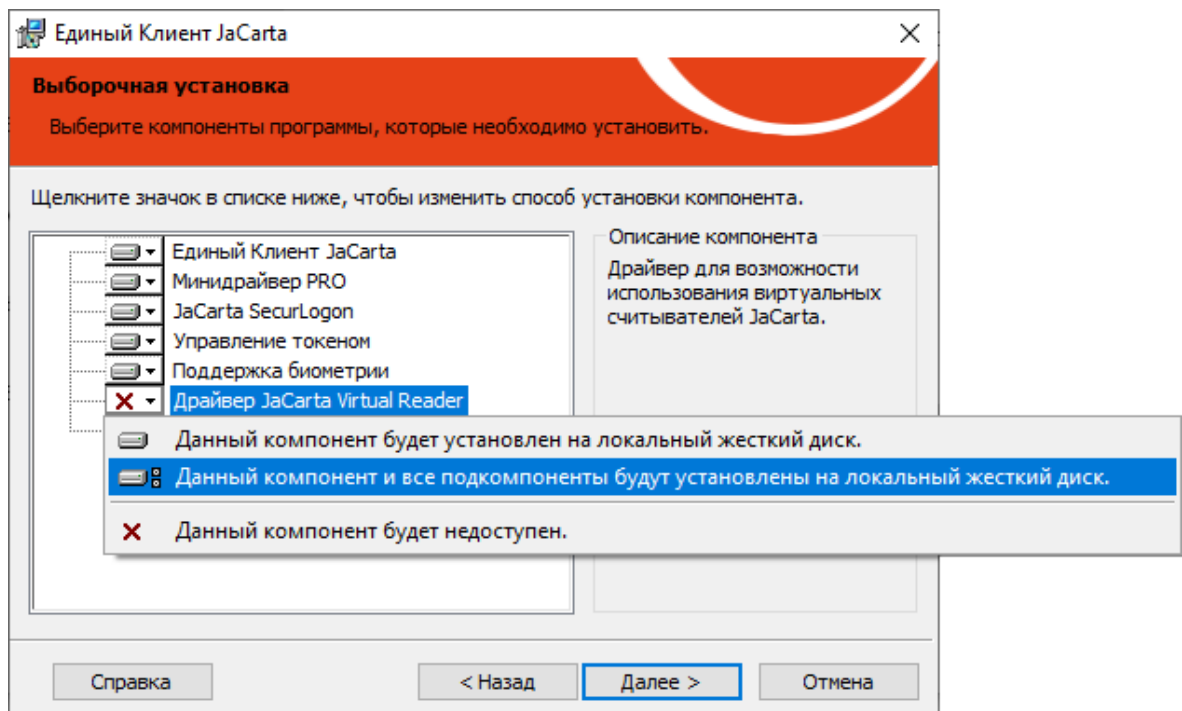 Единый Клиент JaCarta
Выборочная установка
Выберите компоненты программы, которые необходимо установить.
Щелкните значок в списке ниже, чтобы изменить способ установки компонента.
Единый Клиент JaCarta
Минидрайвер PRO
JaCarta SecurLogon
Управление токеном
Поддержка биометрии
Драйвер JaCarta Virtual Reader
Описание компонента
Драйвер для возможности
использования виртуальных
считывателей JaCarta.
Данный компонент будет установлен на локальный жесткий диск.
Данный компонент и все подкомпоненты будут установлены на локальный жесткий диск.
Данный компонент будет недоступен.
Справка
< Назад
Далее >
Отмена